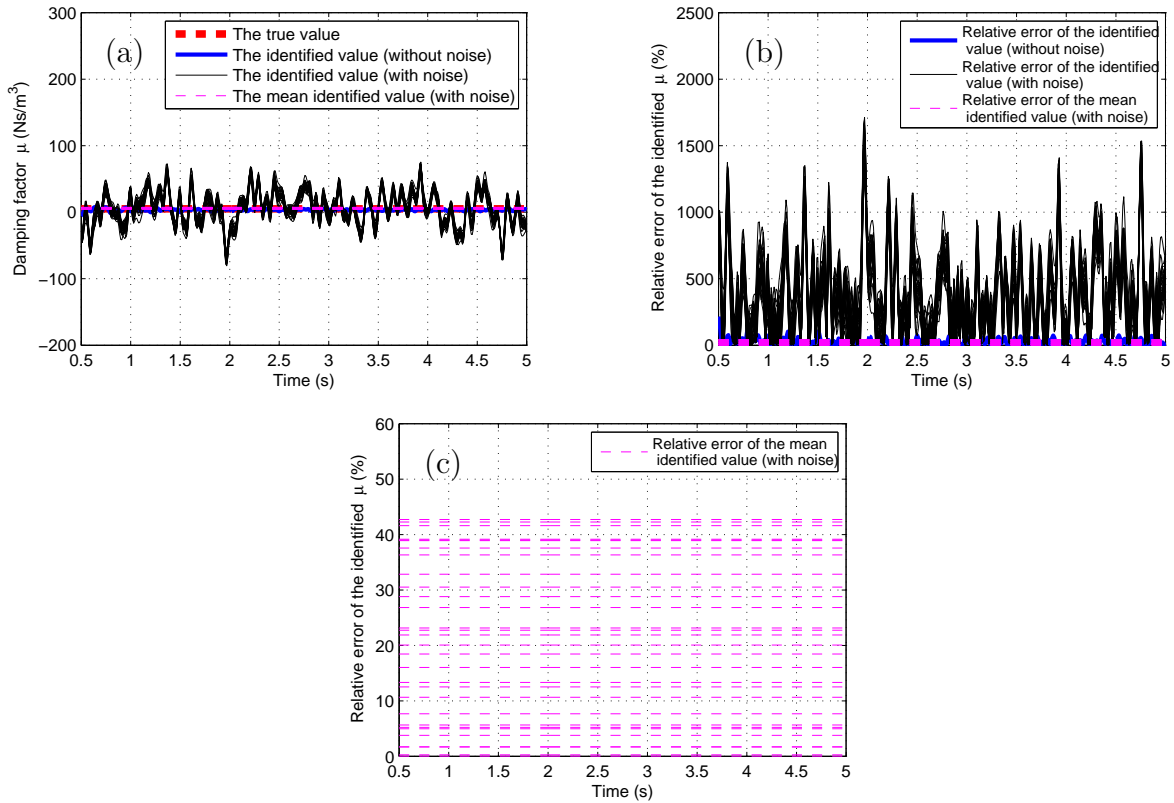 (a)
The true value
The identified value (without noise)
The identified value (with noise)
The mean identified value (with noise)
Damping factor μ (Ns/m³)
300
200
100
0
−100
−200
0.5 1 1.5 2 2.5 3 3.5 4 4.5 5
Time (s)
(b)
Relative error of the identified
value (without noise)
Relative error of the identified
value (with noise)
Relative error of the mean
identified value (with noise)
Relative error of the identified μ (%)
2500
2000
1500
1000
500
0
0.5 1 1.5 2 2.5 3 3.5 4 4.5 5
Time (s)
(c)
Relative error of the mean
identified value (with noise)
Relative error of the identified μ (%)
60
50
40
30
20
10
0
0.5 1 1.5 2 2.5 3 3.5 4 4.5 5
Time (s)